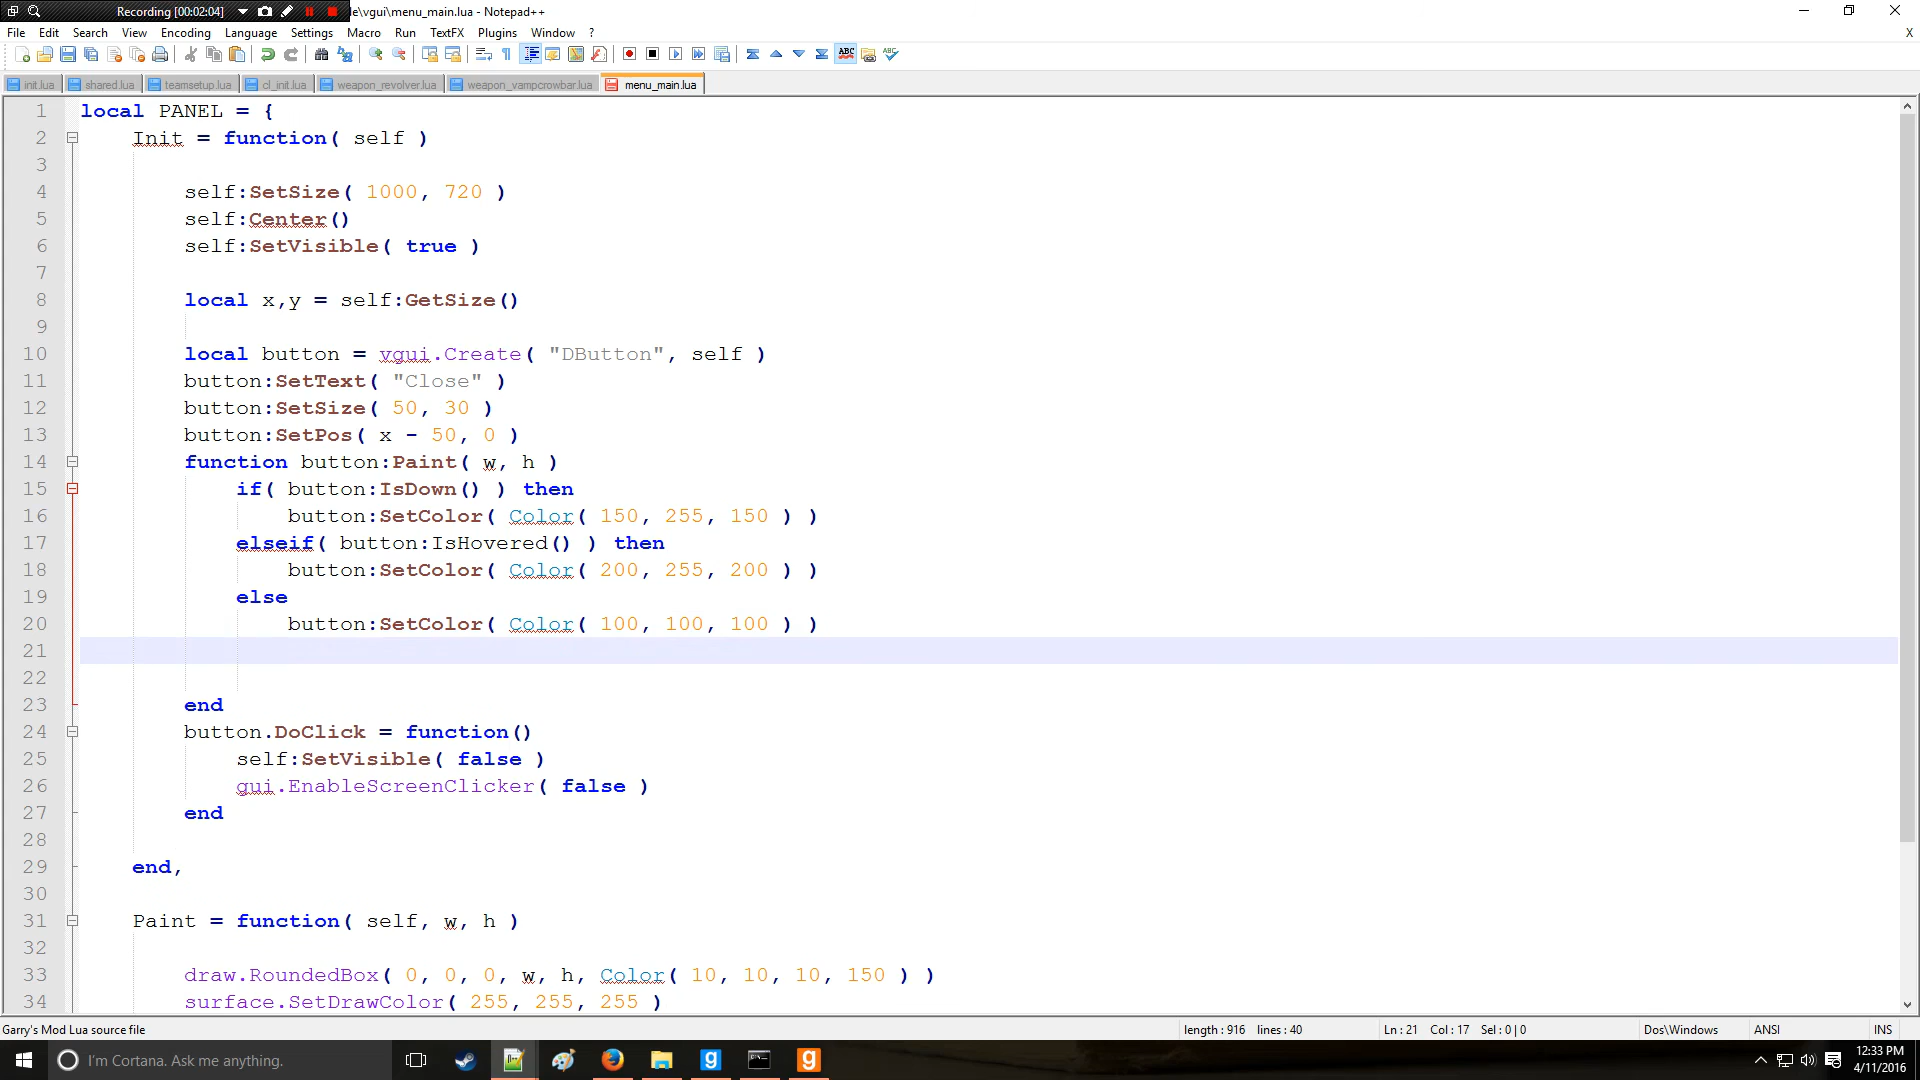 Recording [00:02:04]
le\vgui\menu_main.lua - Notepad++
File Edit Search View Encoding Language Settings Macro Run TextFX Plugins Window ? X
init.lua shared.lua teamsetup.lua cl_init.lua weapon_revolver.lua weapon_vampcrowbar.lua menu_main.lua
1 local PANEL = {
2 Init = function( self )
3
4 self:SetSize( 1000, 720 )
5 self:Center()
6 self:SetVisible( true )
7
8 local x,y = self:GetSize()
9
10 local button = vgui.Create( "DButton", self )
11 button:SetText( "Close" )
12 button:SetSize( 50, 30 )
13 button:SetPos( x - 50, 0 )
14 function button:Paint( w, h )
15 if( button:IsDown() ) then
16 button:SetColor( Color( 150, 255, 150 ) )
17 elseif( button:IsHovered() ) then
18 button:SetColor( Color( 200, 255, 200 ) )
19 else
20 button:SetColor( Color( 100, 100, 100 ) )
21
22
23 end
24 button.DoClick = function()
25 self:SetVisible( false )
26 gui.EnableScreenClicker( false )
27 end
28
29 end,
30
31 Paint = function( self, w, h )
32
33 draw.RoundedBox( 0, 0, 0, w, h, Color( 10, 10, 10, 150 ) )
34 surface.SetDrawColor( 255, 255, 255 )
Garry's Mod Lua source file length : 916 lines : 40 Ln : 21 Col : 17 Sel : 0 | 0 Dos\Windows ANSI INS
I'm Cortana. Ask me anything.
12:33 PM
4/11/2016